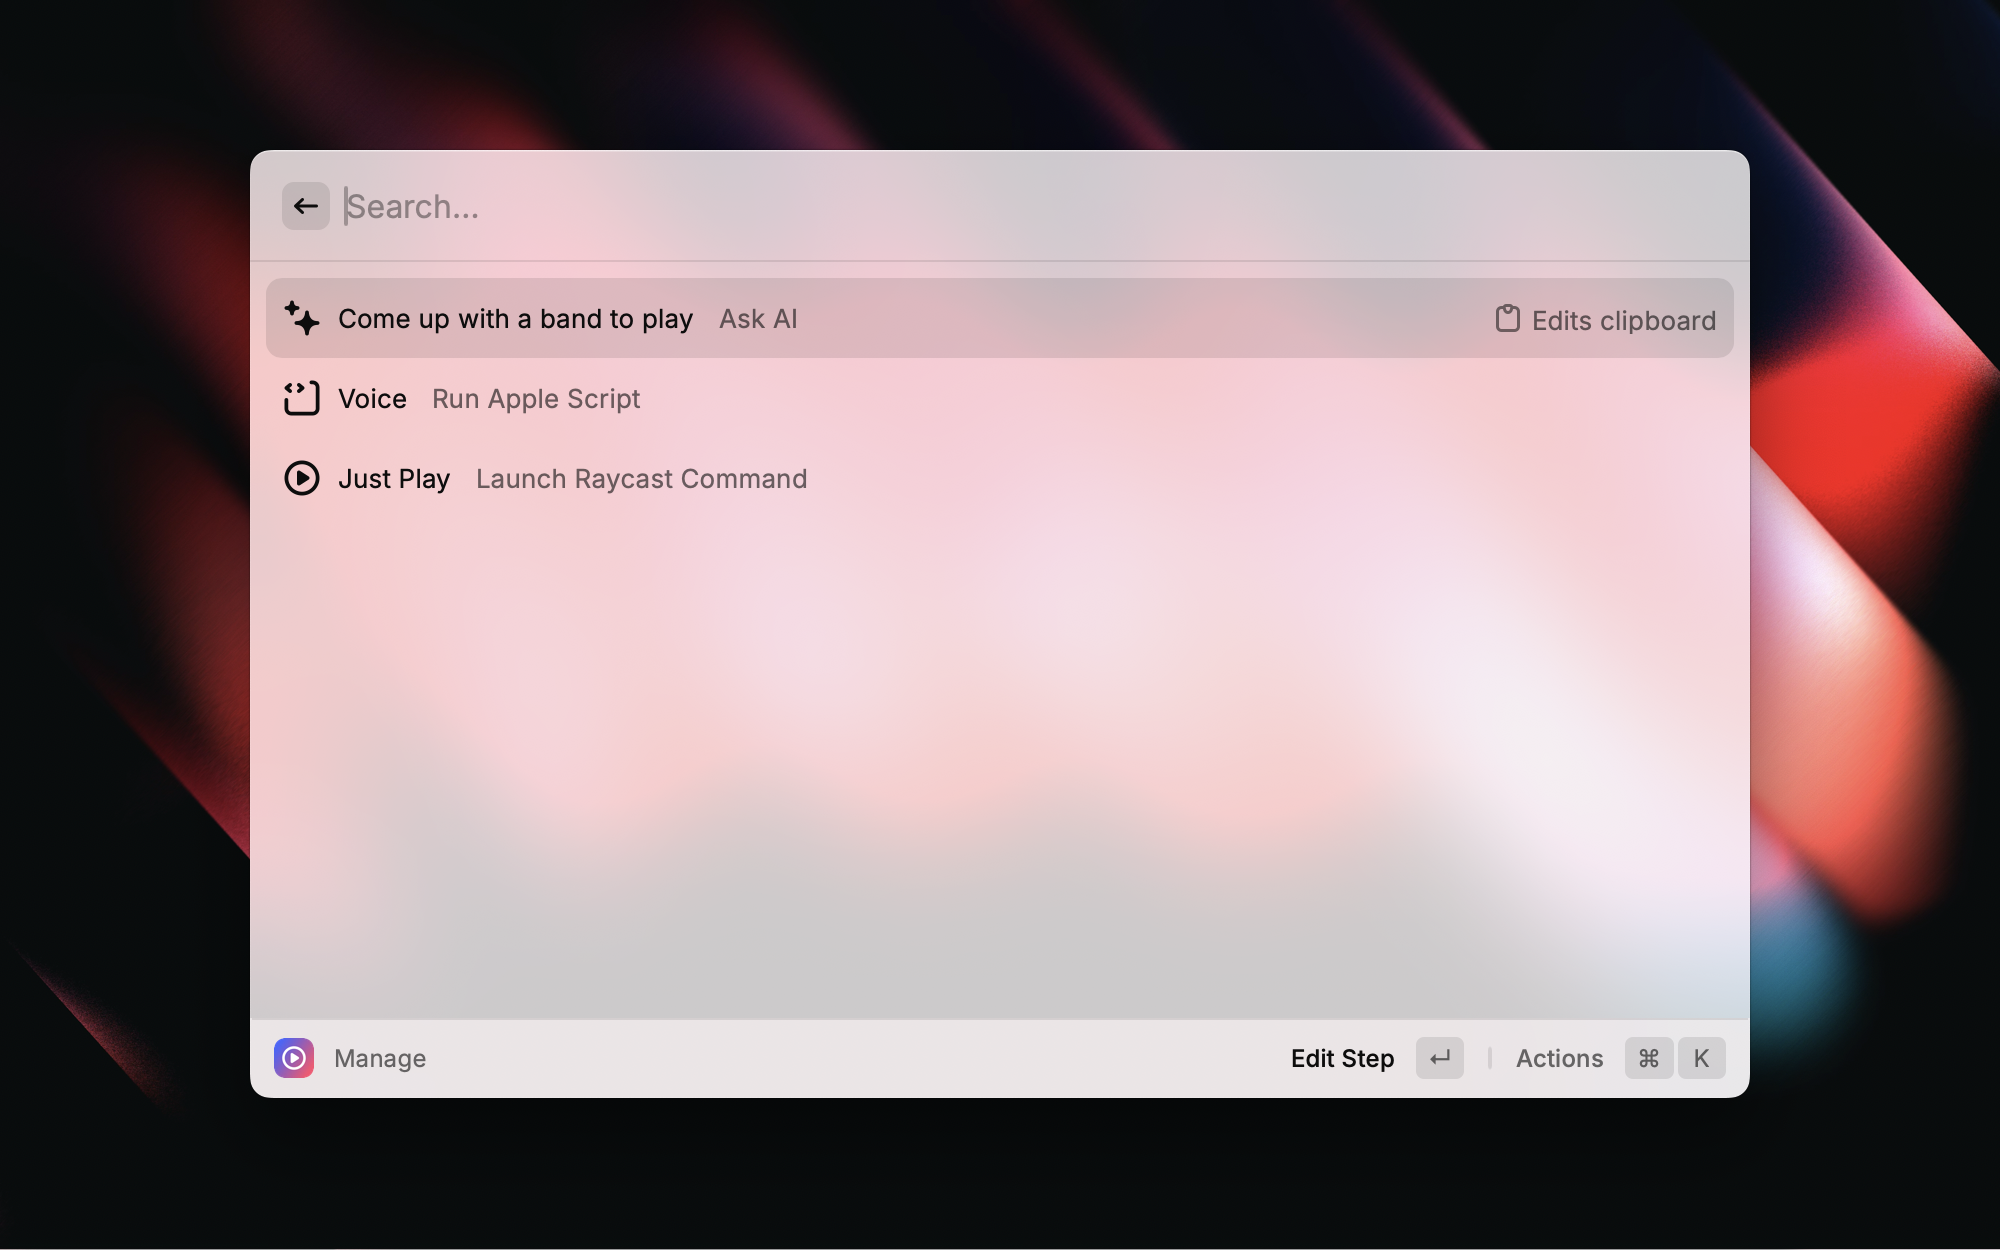 Search...
Come up with a band to play Ask AI Edits clipboard
Voice Run Apple Script
Just Play Launch Raycast Command
Manage Edit Step ↵ Actions ⌘ K